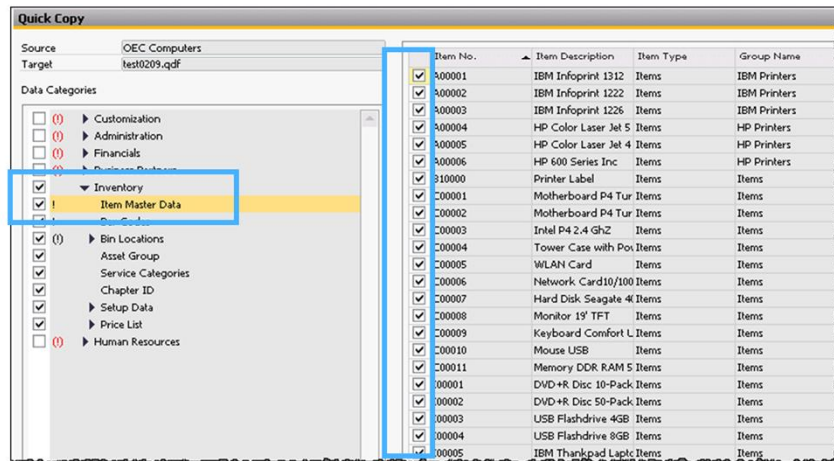 Quick Copy
Source OEC Computers
Target test0209.qdf
Data Categories
(!) Customization
(!) Administration
(!) Financials
Inventory
! Item Master Data
(!) Bin Locations
Asset Group
Service Categories
Chapter ID
Setup Data
Price List
(!) Human Resources
Item No. Item Description Item Type Group Name
A00001 IBM Infoprint 1312 Items IBM Printers
A00002 IBM Infoprint 1222 Items IBM Printers
A00003 IBM Infoprint 1226 Items IBM Printers
A00004 HP Color Laser Jet 5 Items HP Printers
A00005 HP Color Laser Jet 4 Items HP Printers
A00006 HP 600 Series Inc Items HP Printers
B10000 Printer Label Items Items
C00001 Motherboard P4 Tur Items Items
C00002 Motherboard P4 Tur Items Items
C00003 Intel P4 2.4 GhZ Items Items
C00004 Tower Case with Pov Items Items
C00005 WLAN Card Items Items
C00006 Network Card10/100 Items Items
C00007 Hard Disk Seagate 4 Items Items
C00008 Monitor 19' TFT Items Items
C00009 Keyboard Comfort U Items Items
C00010 Mouse USB Items Items
C00011 Memory DDR RAM 5 Items Items
00001 DVD+R Disc 10-Pack Items Items
00002 DVD+R Disc 50-Pack Items Items
00003 USB Flashdrive 4GB Items Items
00004 USB Flashdrive 8GB Items Items
00005 IBM Thankpad Lapto Items Items